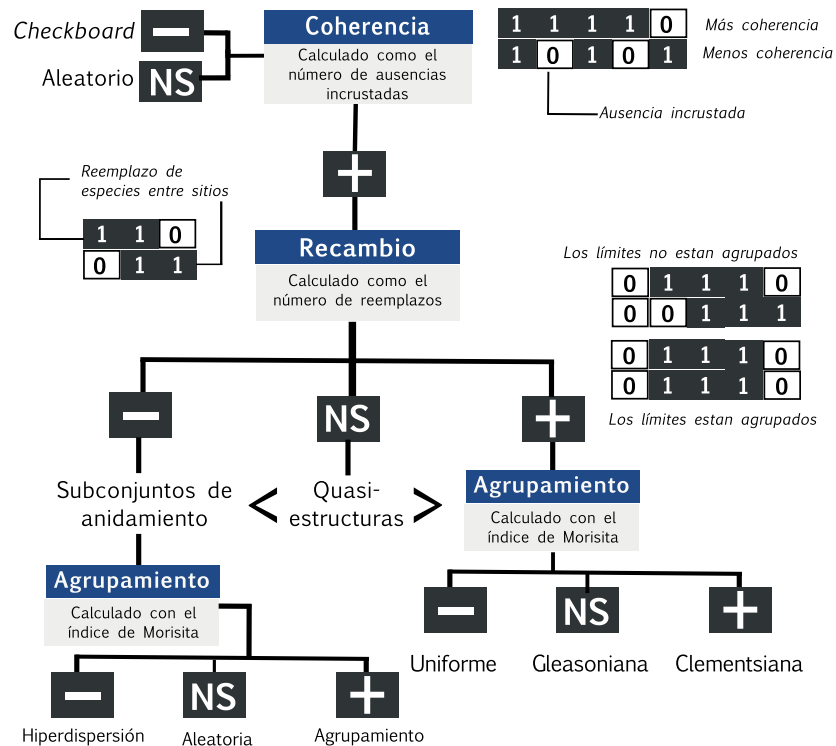 Checkboard
Aleatorio
NS
Coherencia
Calculado como el
número de ausencias
incrustadas
1 1 1 1 0
1 0 1 0 1
Más coherencia
Menos coherencia
Ausencia incrustada
+
Reemplazo de
especies entre sitios
1 1 0
0 1 1
Recambio
Calculado como el
número de reemplazos
Los límites no estan agrupados
0 1 1 1 0
0 0 1 1 1
0 1 1 1 0
0 1 1 1 0
Los límites estan agrupados
−
NS
+
Subconjuntos de
anidamiento
<
Quasi-
estructuras
>
Agrupamiento
Calculado con el
índice de Morisita
Agrupamiento
Calculado con el
índice de Morisita
−
NS
+
Uniforme
Gleasoniana
Clementsiana
−
NS
+
Hiperdispersión
Aleatoria
Agrupamiento